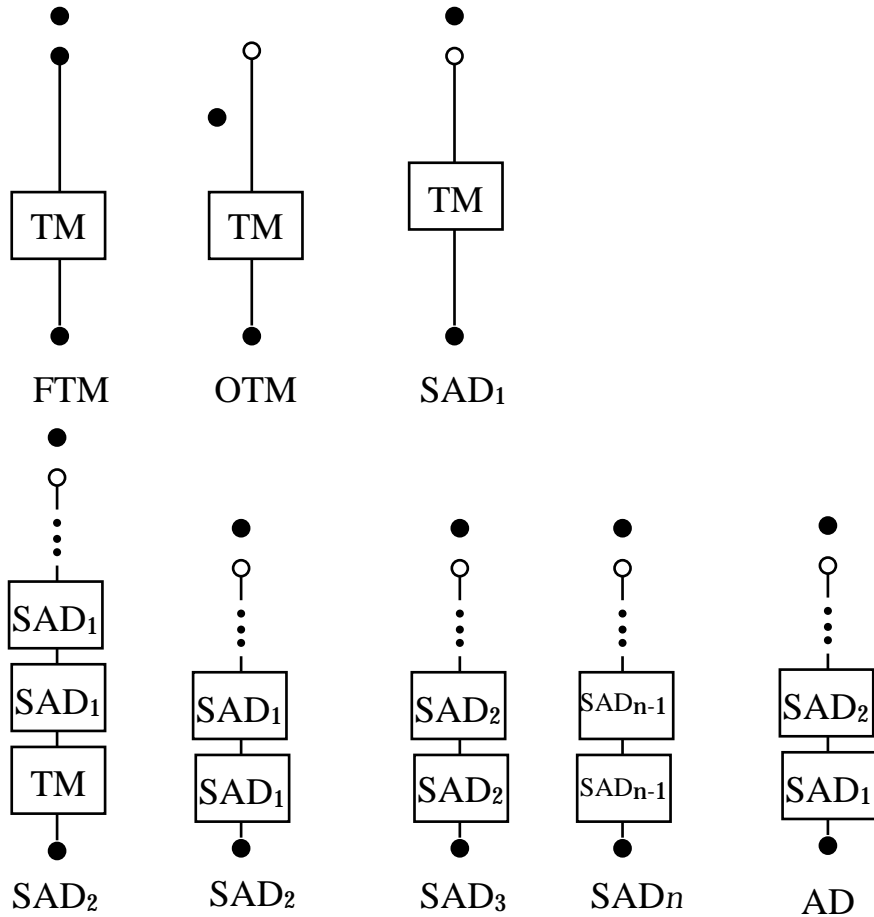 TM
TM
TM
FTM
OTM
SAD₁
SAD₁
SAD₁
TM
SAD₁
SAD₁
SAD₂
SAD₂
SADn-1
SADn-1
SAD₂
SAD₁
SAD₂
SAD₂
SAD₃
SADn
AD